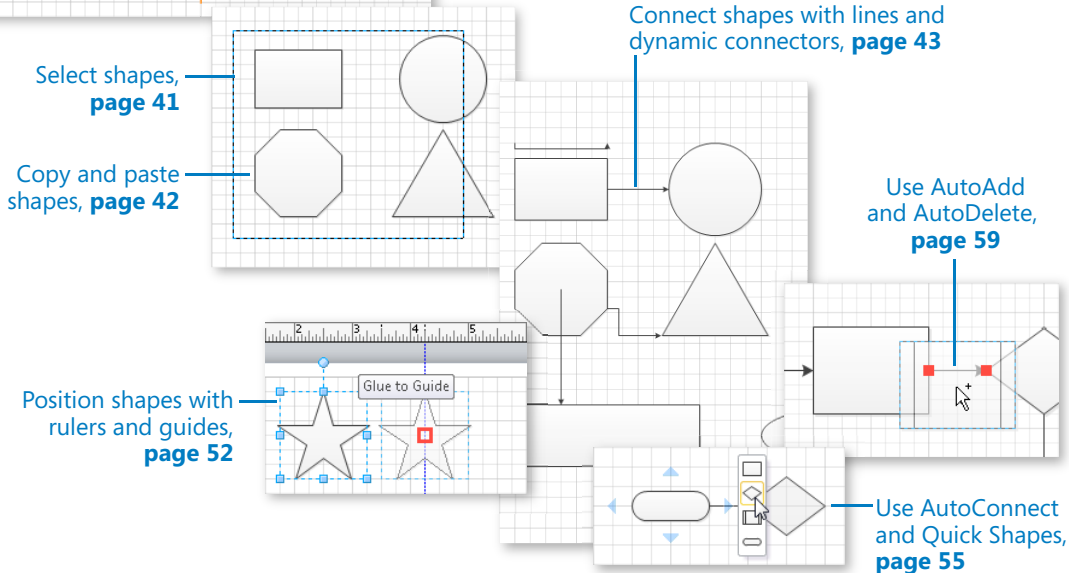 Connect shapes with lines and
dynamic connectors, page 43
Select shapes,
page 41
Copy and paste
shapes, page 42
Use AutoAdd
and AutoDelete,
page 59
2 3 4 5
Glue to Guide
Position shapes with
rulers and guides,
page 52
Use AutoConnect
and Quick Shapes,
page 55